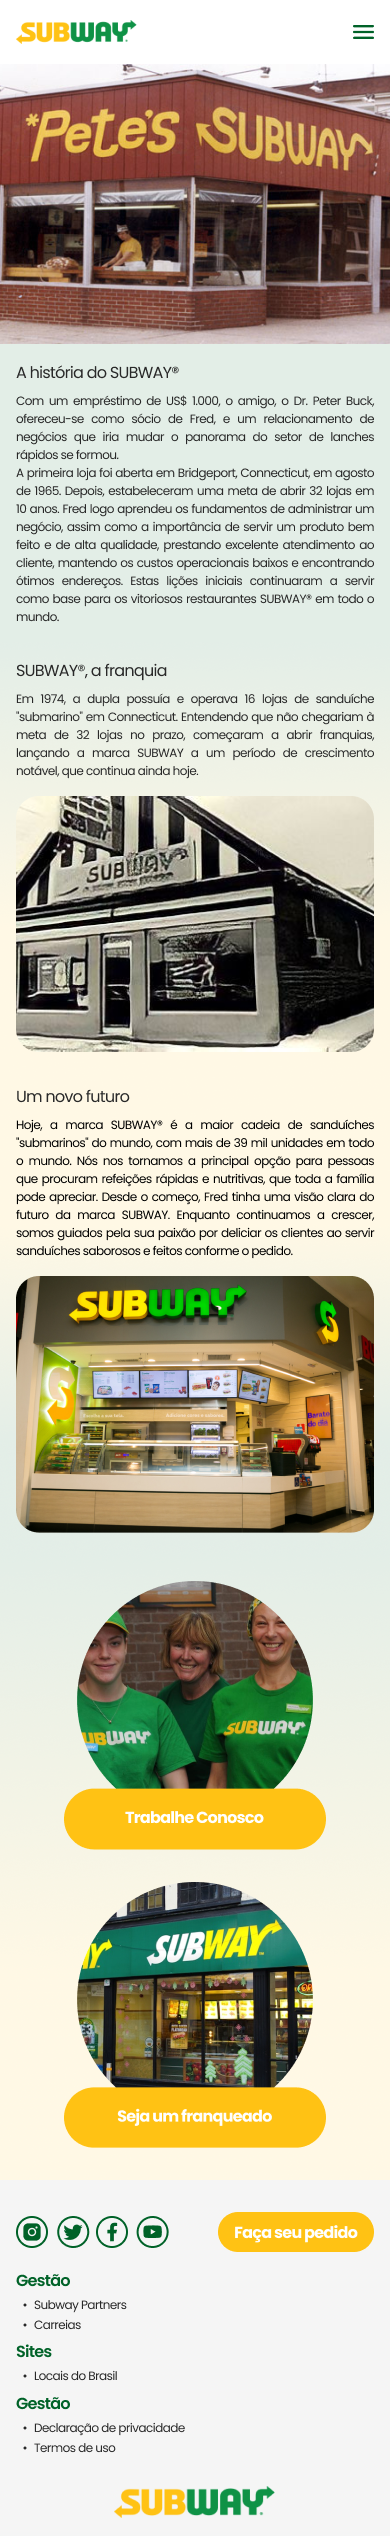 SUBWAY
*Pete's SUBWAY
A história do SUBWAY®
Com um empréstimo de US$ 1.000, o amigo, o Dr. Peter Buck,
ofereceu-se como sócio de Fred, e um relacionamento de
negócios que iria mudar o panorama do setor de lanches
rápidos se formou.
A primeira loja foi aberta em Bridgeport, Connecticut, em agosto
de 1965. Depois, estabeleceram uma meta de abrir 32 lojas em
10 anos. Fred logo aprendeu os fundamentos de administrar um
negócio, assim como a importância de servir um produto bem
feito e de alta qualidade, prestando excelente atendimento ao
cliente, mantendo os custos operacionais baixos e encontrando
ótimos endereços. Estas lições iniciais continuaram a servir
como base para os vitoriosos restaurantes SUBWAY® em todo o
mundo.
SUBWAY®, a franquia
Em 1974, a dupla possuía e operava 16 lojas de sanduíche
"submarino" em Connecticut. Entendendo que não chegariam à
meta de 32 lojas no prazo, começaram a abrir franquias,
lançando a marca SUBWAY a um período de crescimento
notável, que continua ainda hoje.
SUBWAY
Um novo futuro
Hoje, a marca SUBWAY® é a maior cadeia de sanduíches
"submarinos" do mundo, com mais de 39 mil unidades em todo
o mundo. Nós nos tornamos a principal opção para pessoas
que procuram refeições rápidas e nutritivas, que toda a família
pode apreciar. Desde o começo, Fred tinha uma visão clara do
futuro da marca SUBWAY. Enquanto continuamos a crescer,
somos guiados pela sua paixão por deliciar os clientes ao servir
sanduíches saborosos e feitos conforme o pedido.
SUBWAY
Barato
do dia
UBWAY
SUBWAY
Trabalhe Conosco
AY SUBWAY
Seja um franqueado
Faça seu pedido
Gestão
• Subway Partners
• Carreias
Sites
• Locais do Brasil
Gestão
• Declaração de privacidade
• Termos de uso
SUBWAY